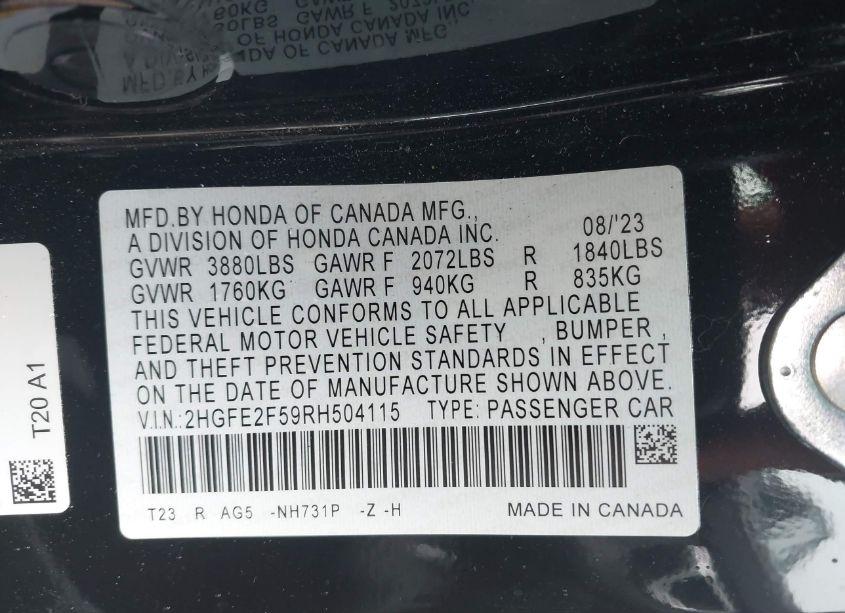 MFD.BY HONDA OF CANADA MFG.,
A DIVISION OF HONDA CANADA INC. 08/'23
GVWR 3880LBS GAWR F 2072LBS R 1840LBS
GVWR 1760KG GAWR F 940KG R 835KG
THIS VEHICLE CONFORMS TO ALL APPLICABLE
FEDERAL MOTOR VEHICLE SAFETY , BUMPER ,
AND THEFT PREVENTION STANDARDS IN EFFECT
ON THE DATE OF MANUFACTURE SHOWN ABOVE.
V.I.N.:2HGFE2F59RH504115 TYPE: PASSENGER CAR
T23 R AG5 -NH731P -Z -H MADE IN CANADA
T20 A1